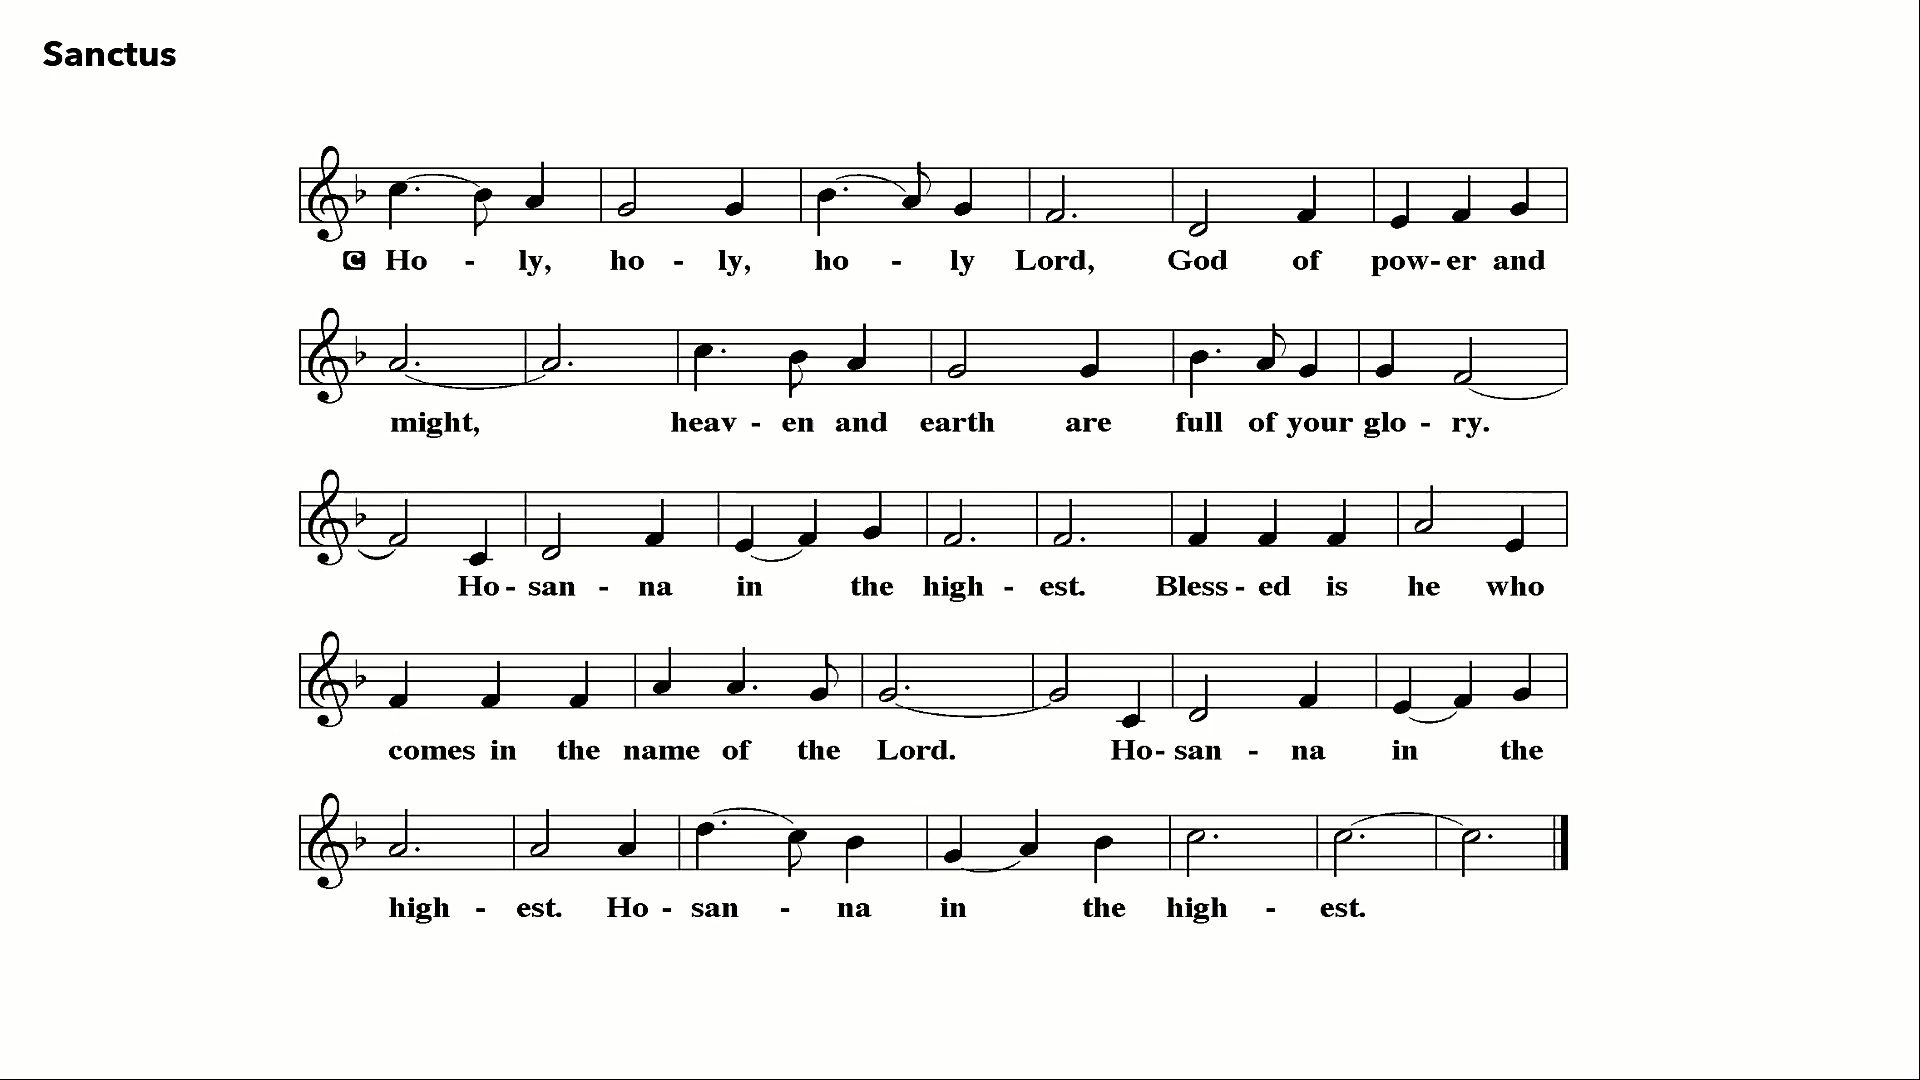 Sanctus
C Ho - ly, ho - ly, ho - ly Lord, God of pow- er and
might, heav - en and earth are full of your glo - ry.
Ho - san - na in the high - est. Bless - ed is he who
comes in the name of the Lord. Ho- san - na in the
high - est. Ho - san - na in the high - est.